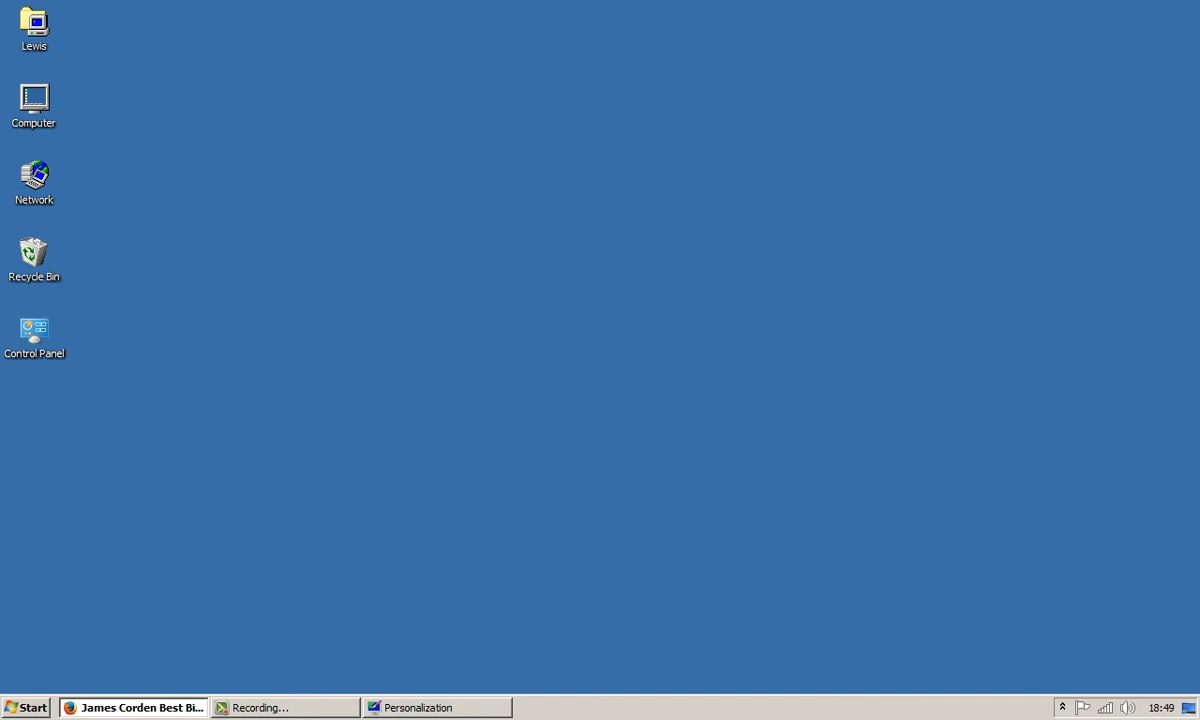 Lewis
Computer
Network
Recycle Bin
Control Panel
Start
James Corden Best Bi...
Recording...
Personalization
18:49